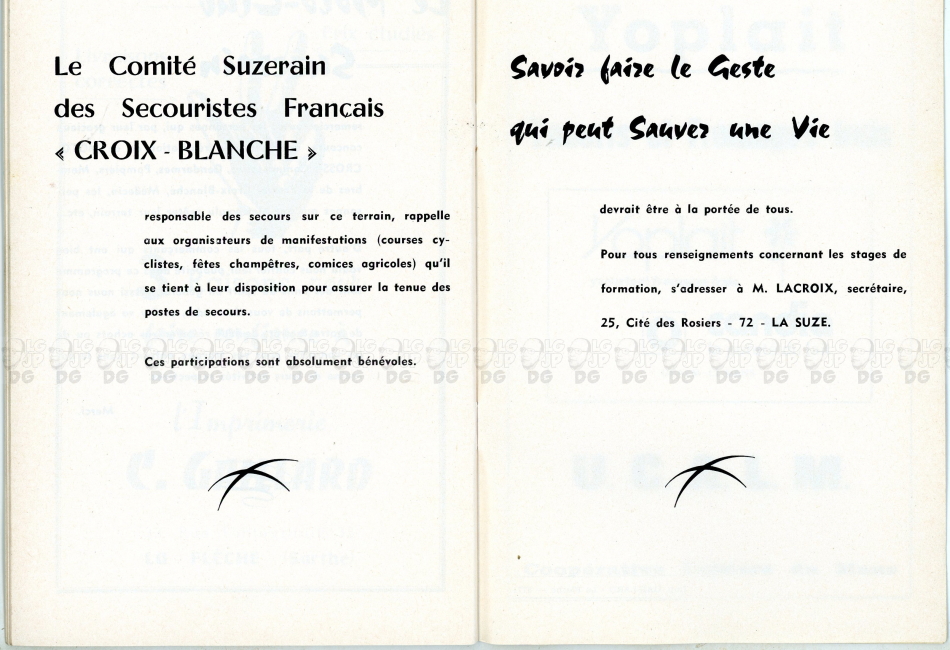 Le Comité Suzerain
des Secouristes Français
« CROIX - BLANCHE »
responsable des secours sur ce terrain, rappelle
aux organisateurs de manifestations (courses cy-
clistes, fêtes champêtres, comices agricoles) qu'il
se tient à leur disposition pour assurer la tenue des
postes de secours.
Ces participations sont absolument bénévoles.
Savoir faire le Geste
qui peut Sauver une Vie
devrait être à la portée de tous.
Pour tous renseignements concernant les stages de
formation, s'adresser à M. LACROIX, secrétaire,
25, Cité des Rosiers - 72 - LA SUZE.